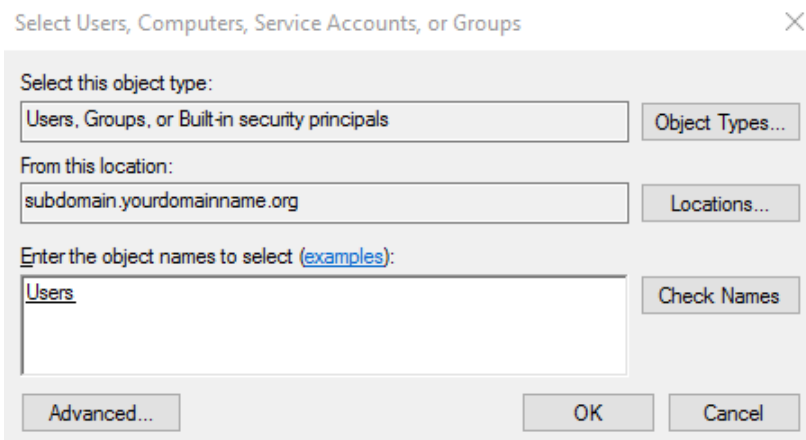 Select Users, Computers, Service Accounts, or Groups
Select this object type:
Users, Groups, or Built-in security principals
Object Types...
From this location:
subdomain.yourdomainname.org
Locations...
Enter the object names to select (examples):
Users
Check Names
Advanced...
OK
Cancel